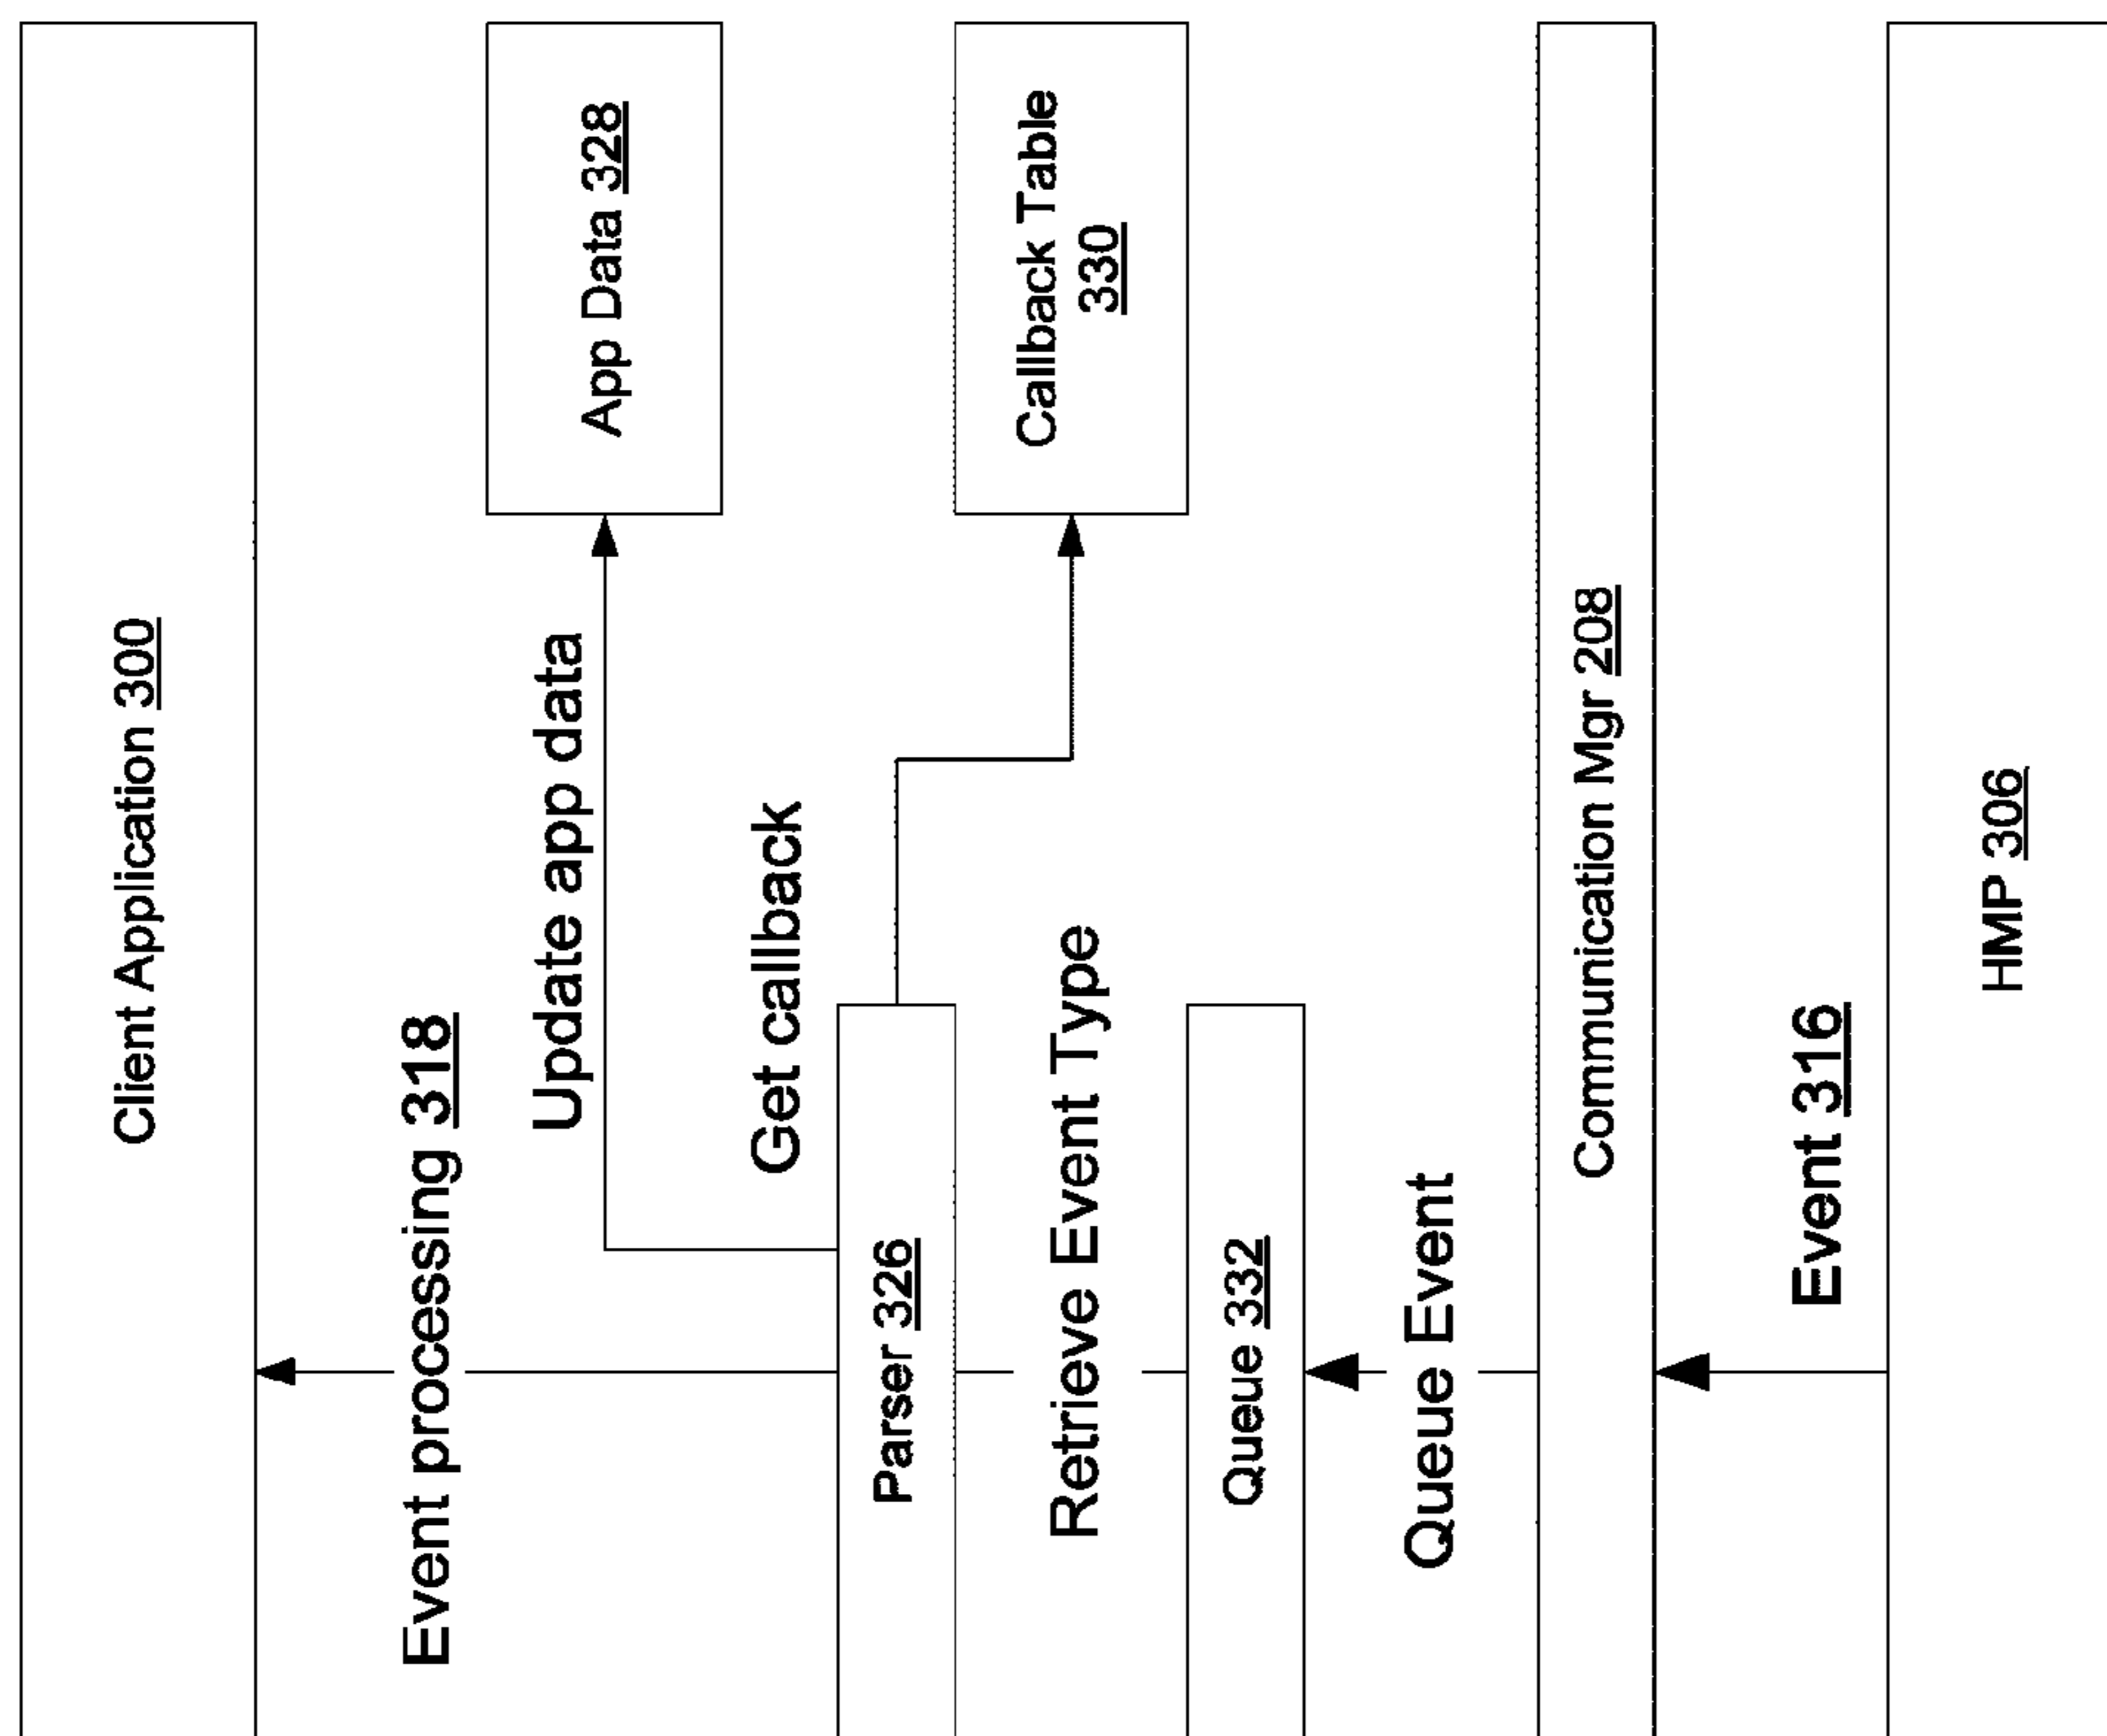 Client Application 300
Event processing 318
Update app data
App Data 328
Get callback
Parser 326
Callback Table
330
Retrieve Event Type
Queue 332
Queue Event
Communication Mgr 208
Event 316
HMP 306